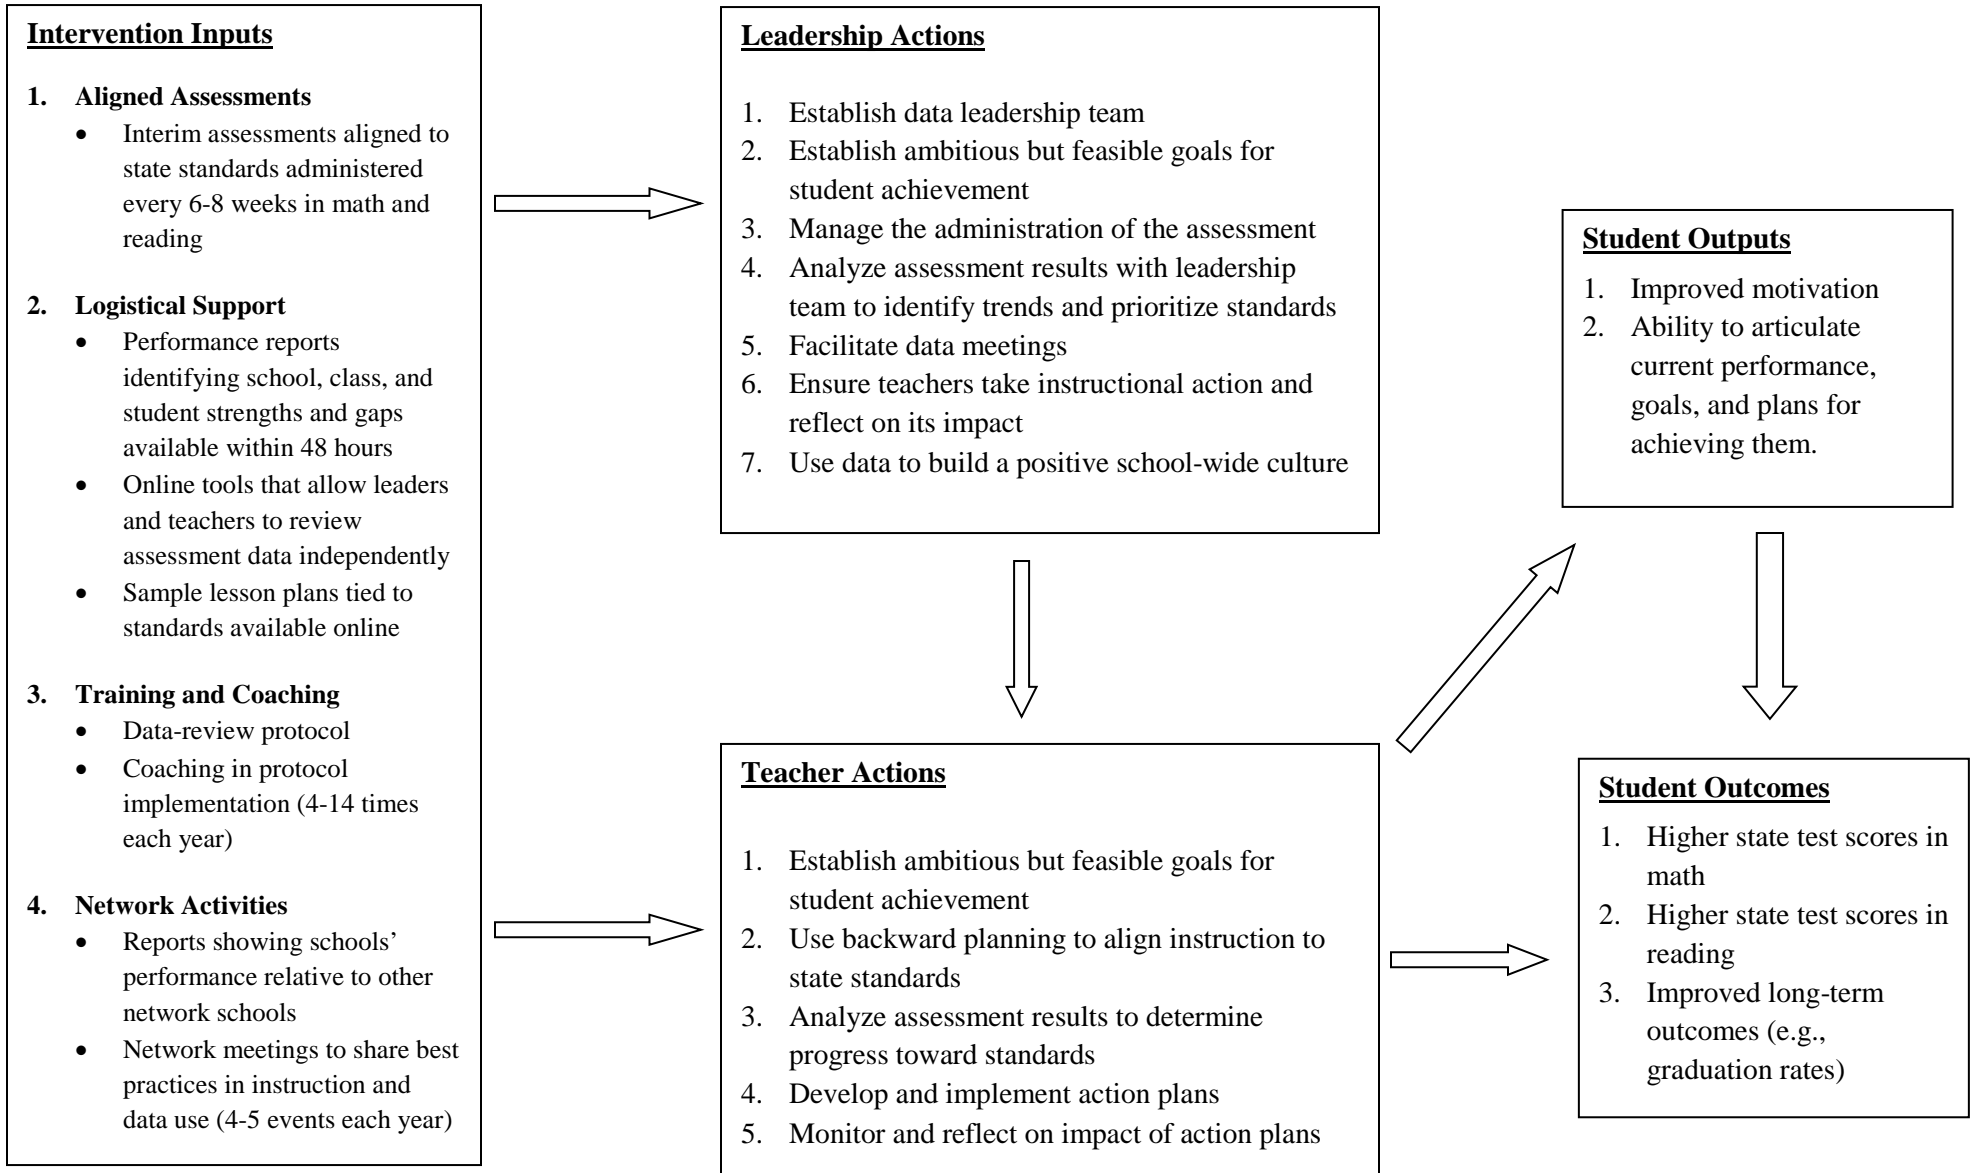 Intervention Inputs
1. Aligned Assessments
• Interim assessments aligned to
state standards administered
every 6-8 weeks in math and
reading
2. Logistical Support
• Performance reports
identifying school, class, and
student strengths and gaps
available within 48 hours
• Online tools that allow leaders
and teachers to review
assessment data independently
• Sample lesson plans tied to
standards available online
3. Training and Coaching
• Data-review protocol
• Coaching in protocol
implementation (4-14 times
each year)
4. Network Activities
• Reports showing schools’
performance relative to other
network schools
• Network meetings to share best
practices in instruction and
data use (4-5 events each year)
Leadership Actions
1. Establish data leadership team
2. Establish ambitious but feasible goals for
student achievement
3. Manage the administration of the assessment
4. Analyze assessment results with leadership
team to identify trends and prioritize standards
5. Facilitate data meetings
6. Ensure teachers take instructional action and
reflect on its impact
7. Use data to build a positive school-wide culture
Teacher Actions
1. Establish ambitious but feasible goals for
student achievement
2. Use backward planning to align instruction to
state standards
3. Analyze assessment results to determine
progress toward standards
4. Develop and implement action plans
5. Monitor and reflect on impact of action plans
Student Outputs
1. Improved motivation
2. Ability to articulate
current performance,
goals, and plans for
achieving them.
Student Outcomes
1. Higher state test scores in
math
2. Higher state test scores in
reading
3. Improved long-term
outcomes (e.g.,
graduation rates)